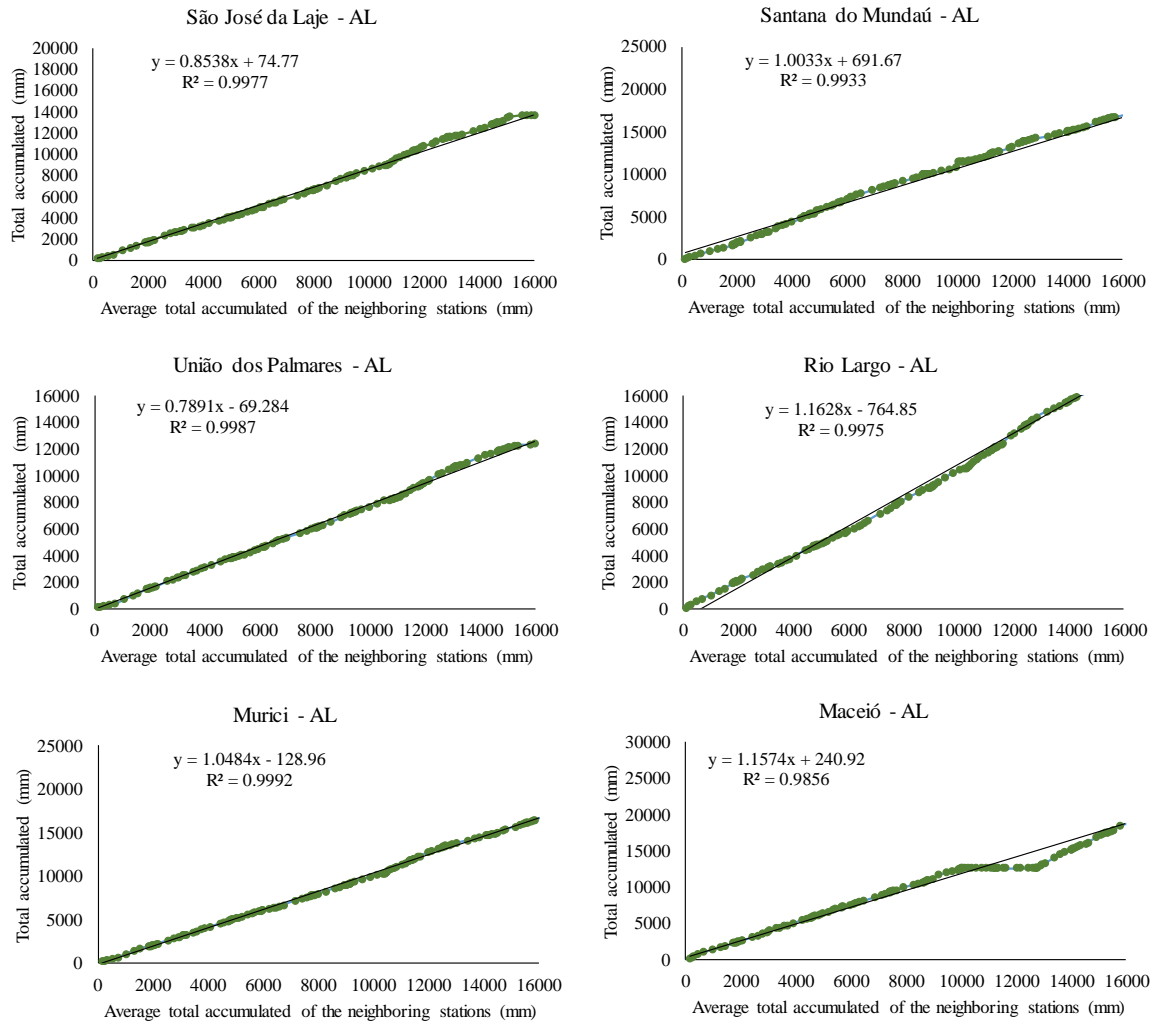 São José da Laje - AL
y = 0.8538x + 74.77
R² = 0.9977
Total accumulated (mm)
20000
18000
16000
14000
12000
10000
8000
6000
4000
2000
0
0 2000 4000 6000 8000 10000 12000 14000 16000
Average total accumulated of the neighboring stations (mm)
Santana do Mundaú - AL
y = 1.0033x + 691.67
R² = 0.9933
Total accumulated (mm)
25000
20000
15000
10000
5000
0
0 2000 4000 6000 8000 10000 12000 14000 16000
Average total accumulated of the neighboring stations (mm)
União dos Palmares - AL
y = 0.7891x - 69.284
R² = 0.9987
Total accumulated (mm)
16000
14000
12000
10000
8000
6000
4000
2000
0
0 2000 4000 6000 8000 10000 12000 14000 16000
Average total accumulated of the neighboring stations (mm)
Rio Largo - AL
y = 1.1628x - 764.85
R² = 0.9975
Total accumulated (mm)
16000
14000
12000
10000
8000
6000
4000
2000
0
0 2000 4000 6000 8000 10000 12000 14000 16000
Average total accumulated of the neighboring stations (mm)
Murici - AL
y = 1.0484x - 128.96
R² = 0.9992
Total accumulated (mm)
25000
20000
15000
10000
5000
0
0 2000 4000 6000 8000 10000 12000 14000 16000
Average total accumulated of the neighboring stations (mm)
Maceió - AL
y = 1.1574x + 240.92
R² = 0.9856
Total accumulated (mm)
30000
25000
20000
15000
10000
5000
0
0 2000 4000 6000 8000 10000 12000 14000 16000
Average total accumulated of the neighboring stations (mm)